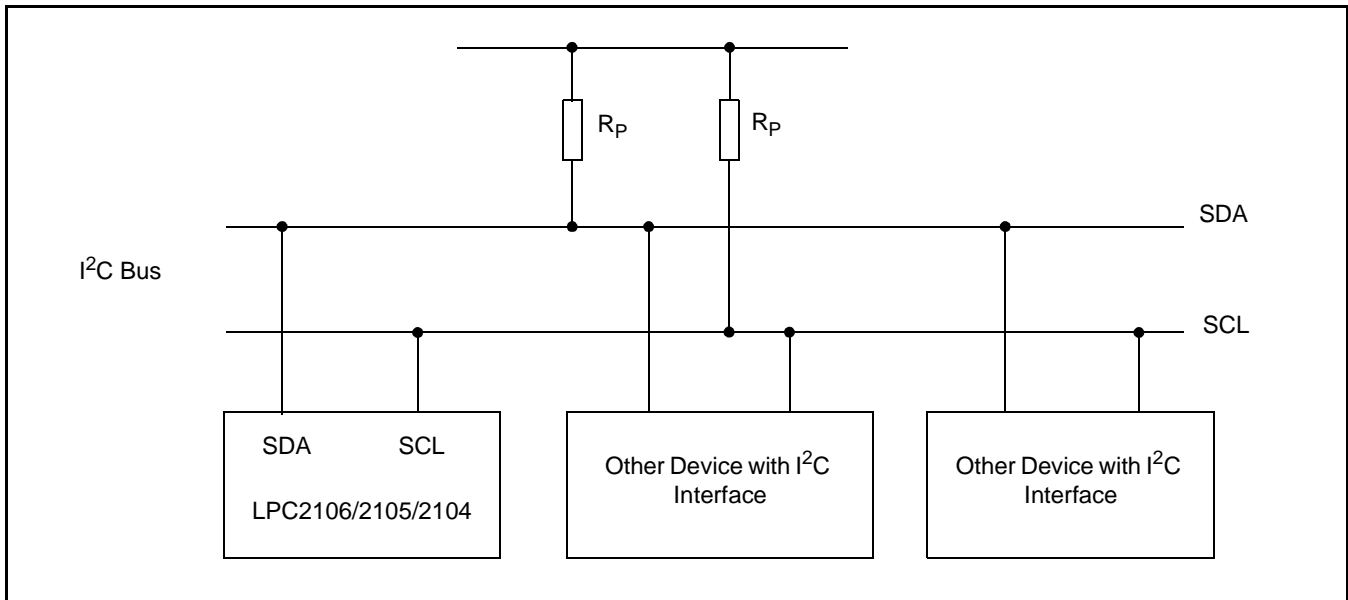 R_P
R_P
SDA
I²C Bus
SCL
SDA
SCL
LPC2106/2105/2104
Other Device with I²C
Interface
Other Device with I²C
Interface